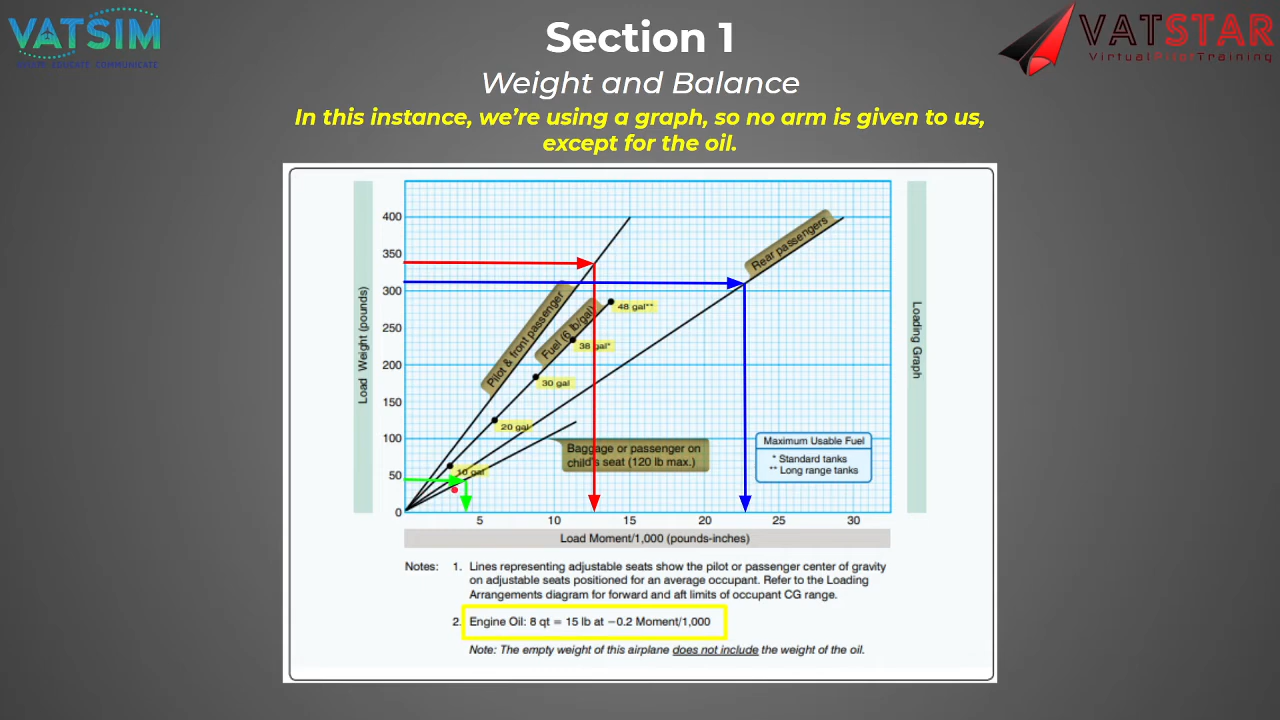 VATSIM
EDUCATE COMMUNICATE
Section 1
Weight and Balance
VATSTAR
VirtualPilotTraining
In this instance, we're using a graph, so no arm is given to us,
except for the oil.
Load Weight (pounds)
400
350
300
250
200
150
100
50
0
Pilot & front passenger
Fuel (6 lb/gal)
Rear passengers
48 gal**
38 gal*
30 gal
20 gal
10 gal
Baggage or passenger on
child's seat (120 lb max.)
Maximum Usable Fuel
* Standard tanks
** Long range tanks
Loading Graph
5 10 15 20 25 30
Load Moment/1,000 (pounds-inches)
Notes: 1. Lines representing adjustable seats show the pilot or passenger center of gravity
on adjustable seats positioned for an average occupant. Refer to the Loading
Arrangements diagram for forward and aft limits of occupant CG range.
2. Engine Oil: 8 qt = 15 lb at −0.2 Moment/1,000
Note: The empty weight of this airplane does not include the weight of the oil.